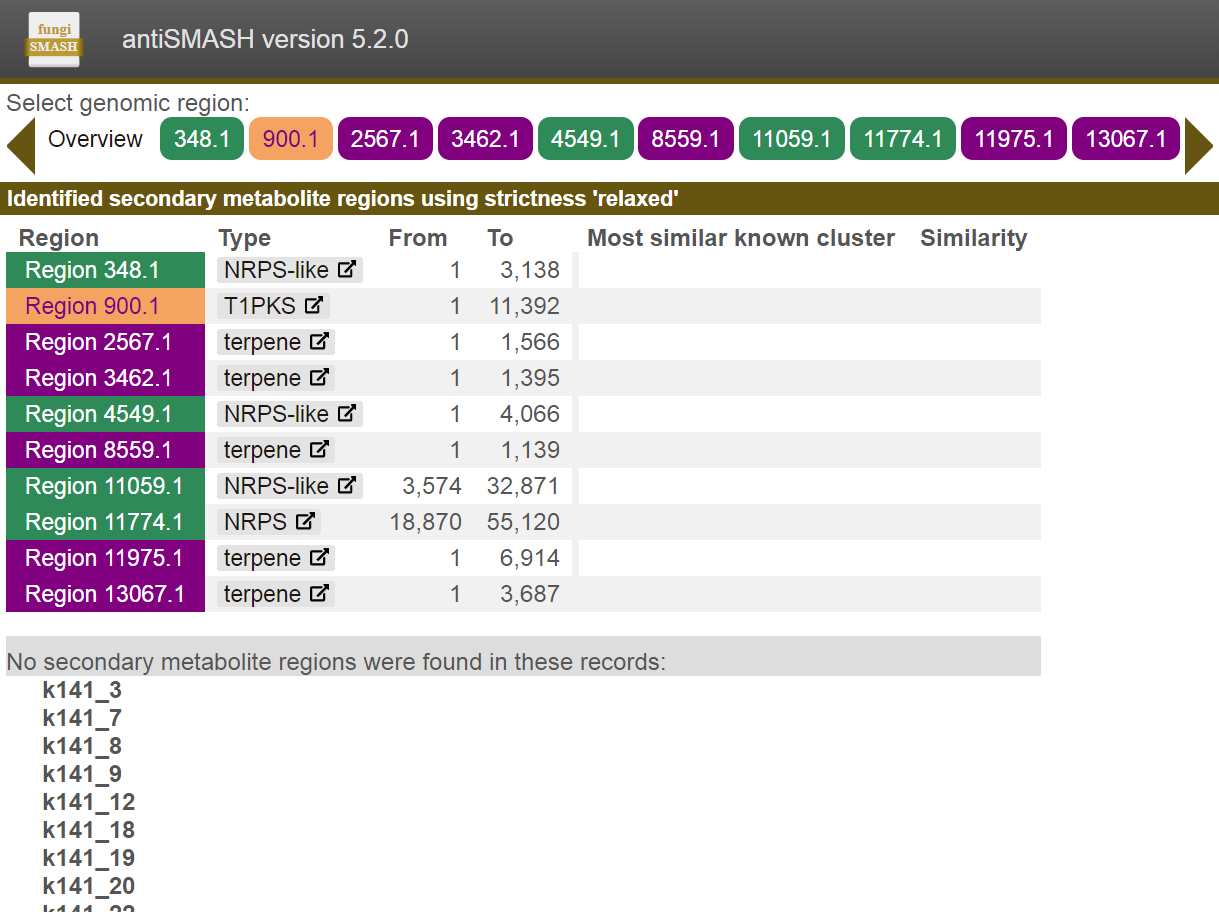 fungi
SMASH
antiSMASH version 5.2.0
Select genomic region:
Overview 348.1 900.1 2567.1 3462.1 4549.1 8559.1 11059.1 11774.1 11975.1 13067.1
Identified secondary metabolite regions using strictness 'relaxed'
Region Type From To Most similar known cluster Similarity
Region 348.1 NRPS-like 1 3,138
Region 900.1 T1PKS 1 11,392
Region 2567.1 terpene 1 1,566
Region 3462.1 terpene 1 1,395
Region 4549.1 NRPS-like 1 4,066
Region 8559.1 terpene 1 1,139
Region 11059.1 NRPS-like 3,574 32,871
Region 11774.1 NRPS 18,870 55,120
Region 11975.1 terpene 1 6,914
Region 13067.1 terpene 1 3,687
No secondary metabolite regions were found in these records:
k141_3
k141_7
k141_8
k141_9
k141_12
k141_18
k141_19
k141_20